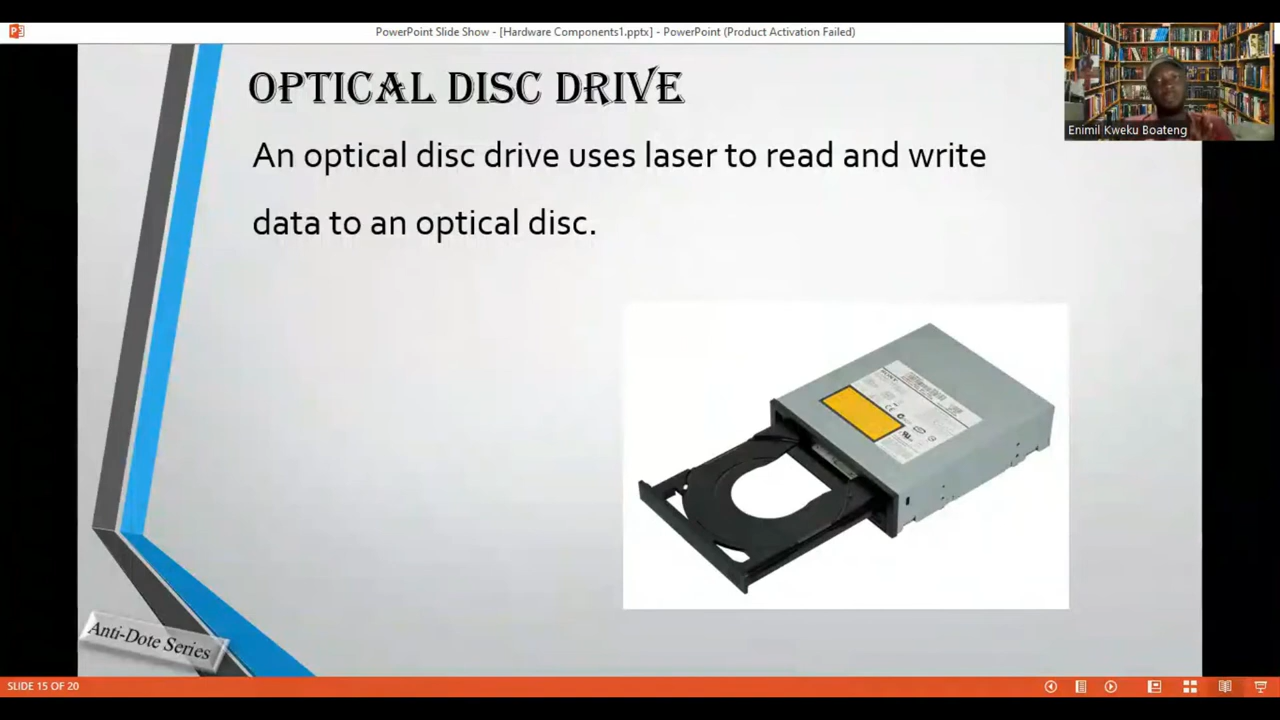 PowerPoint Slide Show - [Hardware Components1.pptx] - PowerPoint (Product Activation Failed)
OPTICAL DISC DRIVE
An optical disc drive uses laser to read and write
data to an optical disc.
Enimil Kweku Boateng
SONY
Anti-Dote Series
SLIDE 15 OF 20